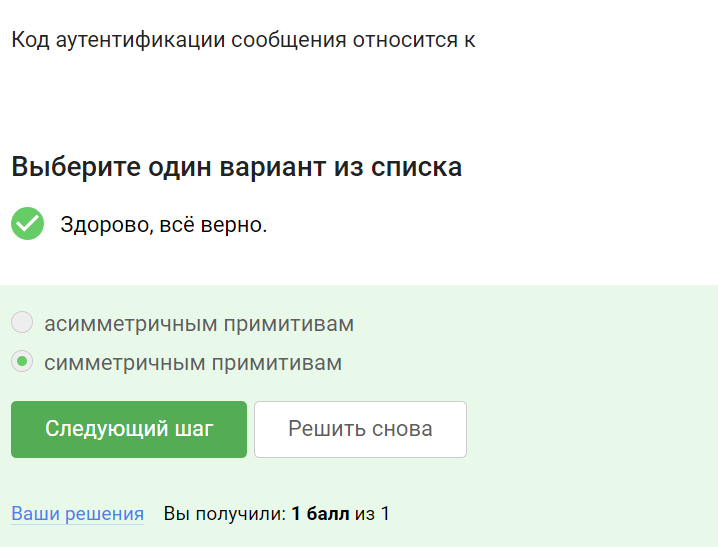 Код аутентификации сообщения относится к
Выберите один вариант из списка
Здорово, всё верно.
асимметричным примитивам
симметричным примитивам
Следующий шаг Решить снова
Ваши решения Вы получили: 1 балл из 1